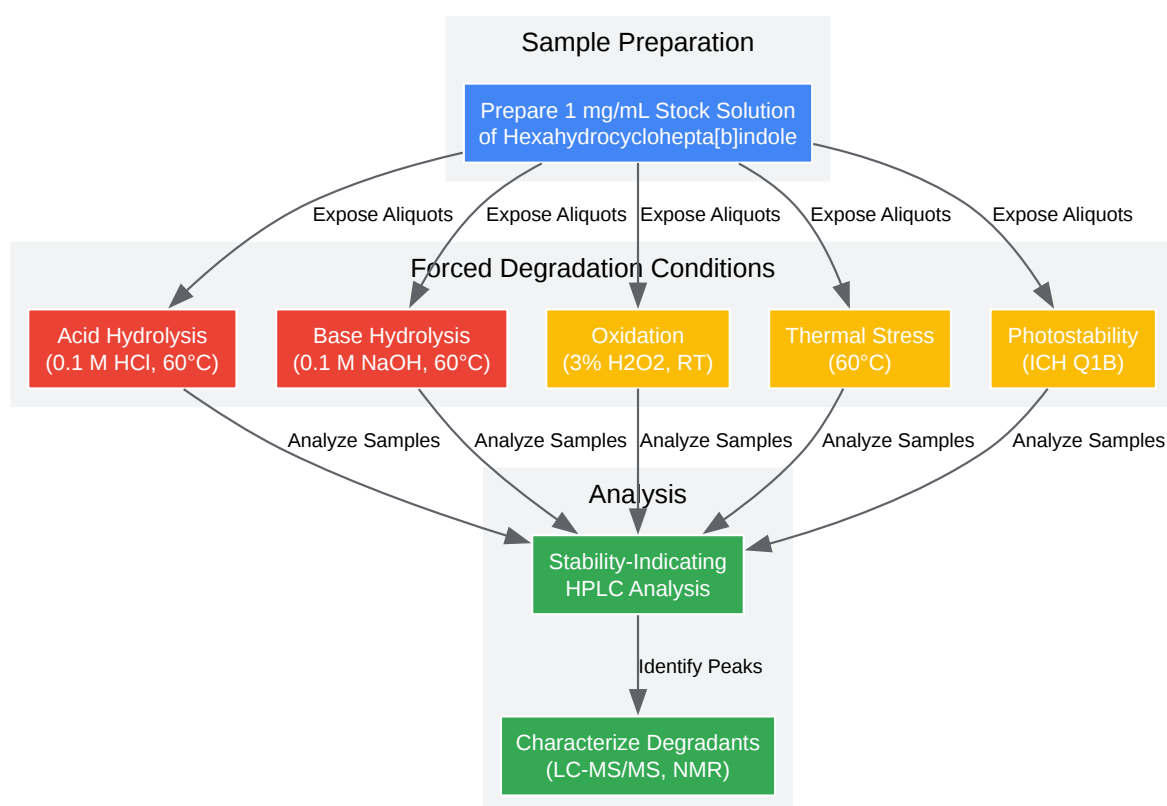 Sample Preparation
Prepare 1 mg/mL Stock Solution
of Hexahydrocyclohepta[b]indole
Expose Aliquots
Expose Aliquots
Expose Aliquots
Expose Aliquots
Expose Aliquots
Forced Degradation Conditions
Acid Hydrolysis
(0.1 M HCl, 60°C)
Base Hydrolysis
(0.1 M NaOH, 60°C)
Oxidation
(3% H2O2, RT)
Thermal Stress
(60°C)
Photostability
(ICH Q1B)
Analyze Samples
Analyze Samples
Analyze Samples
Analyze Samples
Analyze Samples
Analysis
Stability-Indicating
HPLC Analysis
Identify Peaks
Characterize Degradants
(LC-MS/MS, NMR)